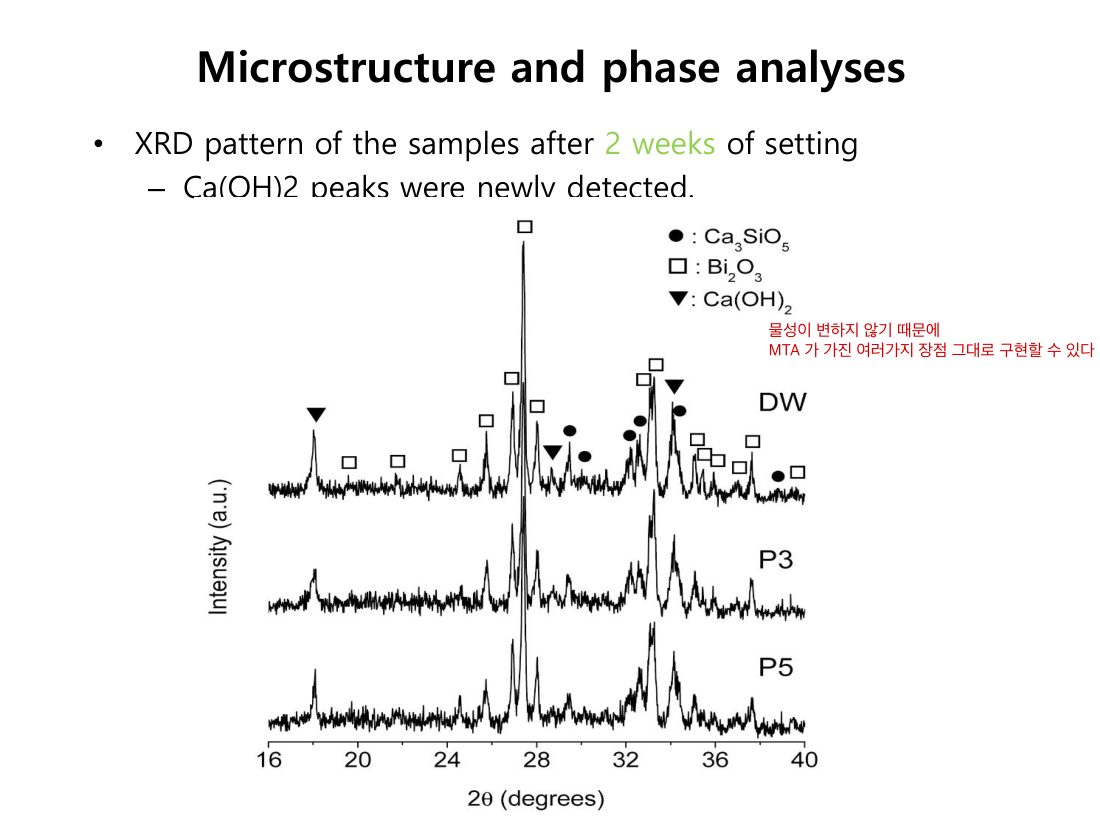 Microstructure and phase analyses
• XRD pattern of the samples after 2 weeks of setting
– Ca(OH)2 peaks were newly detected.
: Ca3SiO5
: Bi2O3
: Ca(OH)2
물성이 변하지 않기 때문에
MTA 가 가진 여러가지 장점 그대로 구현할 수 있다
DW
P3
P5
Intensity (a.u.)
16 20 24 28 32 36 40
2θ (degrees)